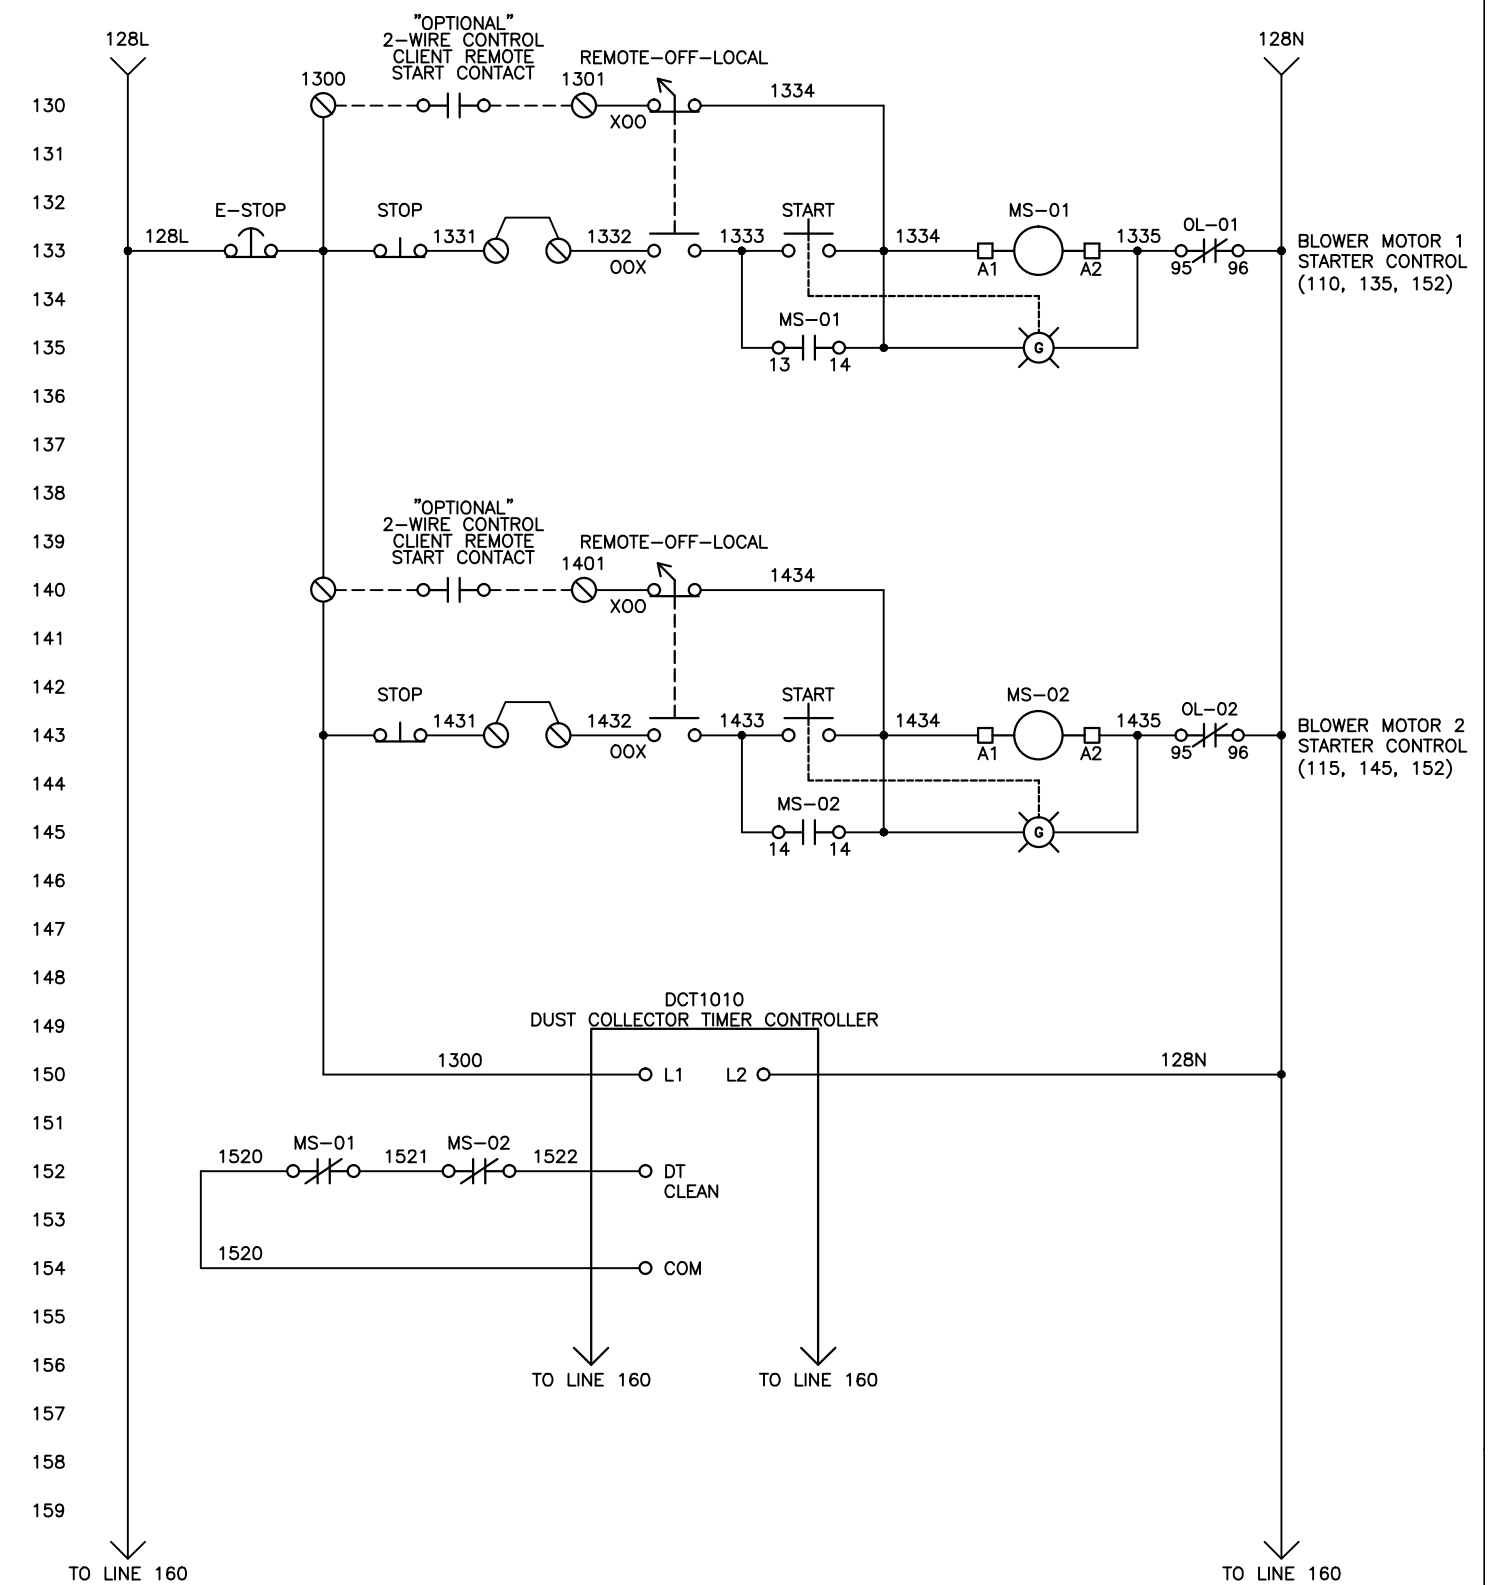 128L
128N
"OPTIONAL"
2-WIRE CONTROL
CLIENT REMOTE
START CONTACT
REMOTE-OFF-LOCAL
1300
1301
1334
130
XOO
131
132
E-STOP
STOP
START
MS-01
OL-01
133
128L
1331
1332
1333
1334
1335
OOX
A1
A2
95
96
BLOWER MOTOR 1
STARTER CONTROL
(110, 135, 152)
134
MS-01
135
13
14
G
136
137
138
"OPTIONAL"
2-WIRE CONTROL
CLIENT REMOTE
START CONTACT
139
REMOTE-OFF-LOCAL
1401
1434
140
XOO
141
142
STOP
START
MS-02
OL-02
143
1431
1432
1433
1434
1435
OOX
A1
A2
95
96
BLOWER MOTOR 2
STARTER CONTROL
(115, 145, 152)
144
MS-02
145
14
14
G
146
147
148
DCT1010
149
DUST COLLECTOR TIMER CONTROLLER
1300
128N
150
L1
L2
151
MS-01
MS-02
1520
1521
1522
152
DT
CLEAN
153
1520
154
COM
155
156
TO LINE 160
TO LINE 160
157
158
159
TO LINE 160
TO LINE 160